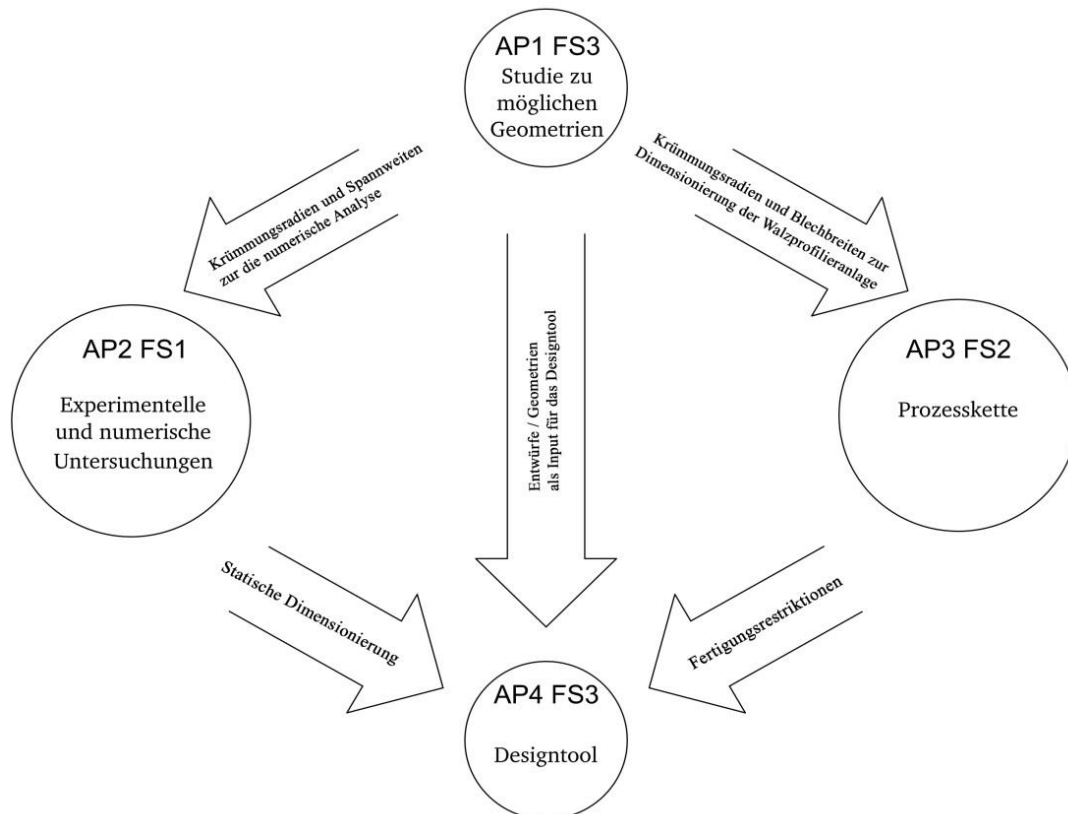 AP1 FS3
Studie zu
möglichen
Geometrien
Krümmungsradien und Spannweiten
zur die numerische Analyse
Krümmungsradien und Blechbreiten zur
Dimensionierung der Walzprofilieranlage
AP2 FS1
Experimentelle
und numerische
Untersuchungen
Entwürfe / Geometrien
als Input für das Designtool
AP3 FS2
Prozesskette
Statische Dimensionierung
Fertigungsrestriktionen
AP4 FS3
Designtool